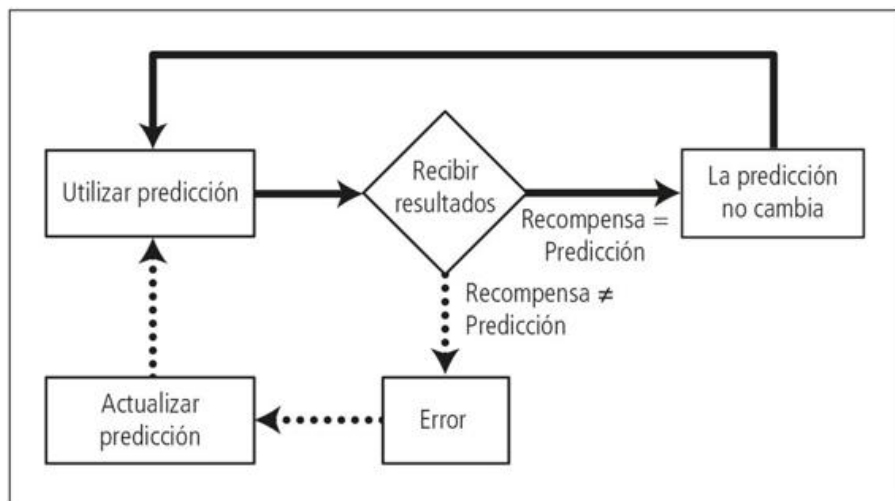 Utilizar predicción
Recibir
resultados
La predicción
no cambia
Recompensa =
Predicción
Recompensa ≠
Predicción
Actualizar
predicción
Error